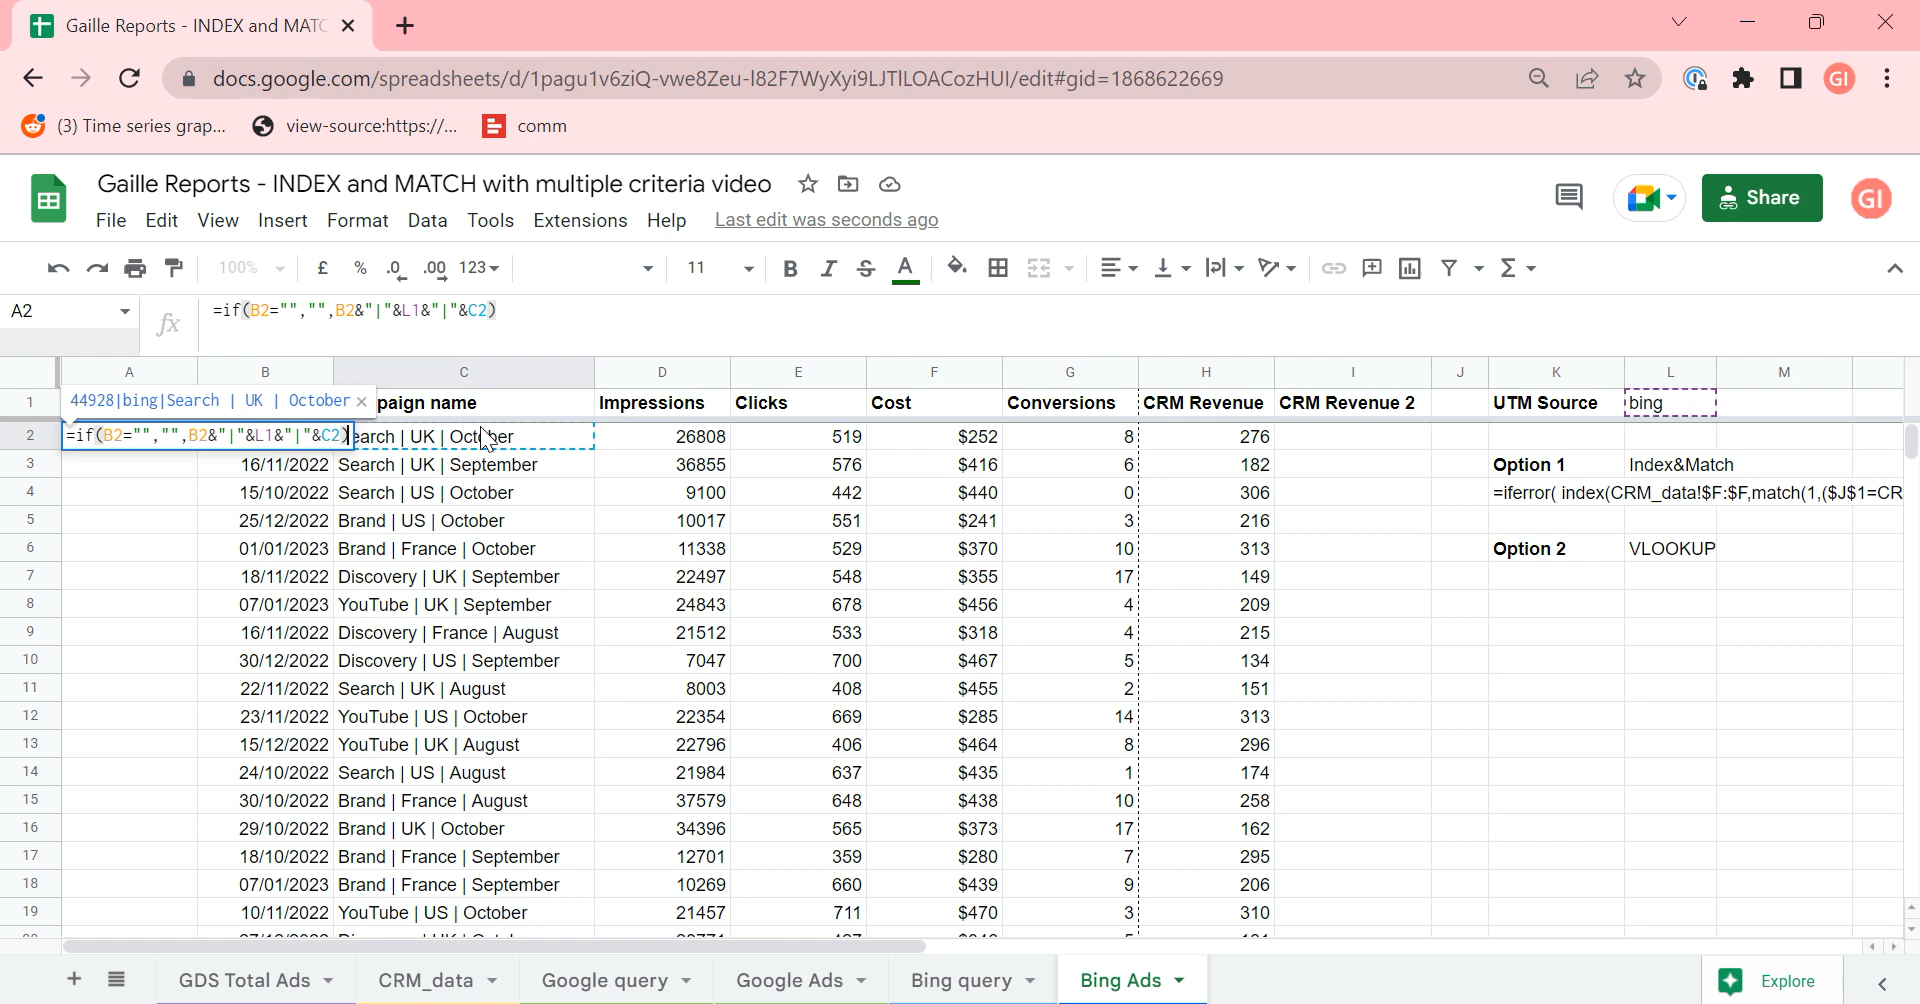 Gaille Reports - INDEX and MATC
docs.google.com/spreadsheets/d/1pagu1v6ziQ-vwe8Zeu-l82F7WyXyi9LJTlLOACozHUI/edit#gid=1868622669
GI
(3) Time series grap... view-source:https://... comm
Gaille Reports - INDEX and MATCH with multiple criteria video
File Edit View Insert Format Data Tools Extensions Help Last edit was seconds ago
Share
GI
100% £ % .0 .00 123 11 B I S A
A2 fx =if(B2="","",B2&"|"&L1&"|"&C2)
A B C D E F G H I J K L M
44928|bing|Search | UK | October
1 paign name Impressions Clicks Cost Conversions CRM Revenue CRM Revenue 2 UTM Source bing
2 =if(B2="","",B2&"|"&L1&"|"&C2) earch | UK | October 26808 519 $252 8 276
3 16/11/2022 Search | UK | September 36855 576 $416 6 182 Option 1 Index&Match
4 15/10/2022 Search | US | October 9100 442 $440 0 306 =iferror( index(CRM_data!$F:$F,match(1,($J$1=CR
5 25/12/2022 Brand | US | October 10017 551 $241 3 216
6 01/01/2023 Brand | France | October 11338 529 $370 10 313 Option 2 VLOOKUP
7 18/11/2022 Discovery | UK | September 22497 548 $355 17 149
8 07/01/2023 YouTube | UK | September 24843 678 $456 4 209
9 16/11/2022 Discovery | France | August 21512 533 $318 4 215
10 30/12/2022 Discovery | US | September 7047 700 $467 5 134
11 22/11/2022 Search | UK | August 8003 408 $455 2 151
12 23/11/2022 YouTube | US | October 22354 669 $285 14 313
13 15/12/2022 YouTube | UK | August 22796 406 $464 8 296
14 24/10/2022 Search | US | August 21984 637 $435 1 174
15 30/10/2022 Brand | France | August 37579 648 $438 10 258
16 29/10/2022 Brand | UK | October 34396 565 $373 17 162
17 18/10/2022 Brand | France | September 12701 359 $280 7 295
18 07/01/2023 Brand | France | September 10269 660 $439 9 206
19 10/11/2022 YouTube | US | October 21457 711 $470 3 310
GDS Total Ads CRM_data Google query Google Ads Bing query Bing Ads Explore